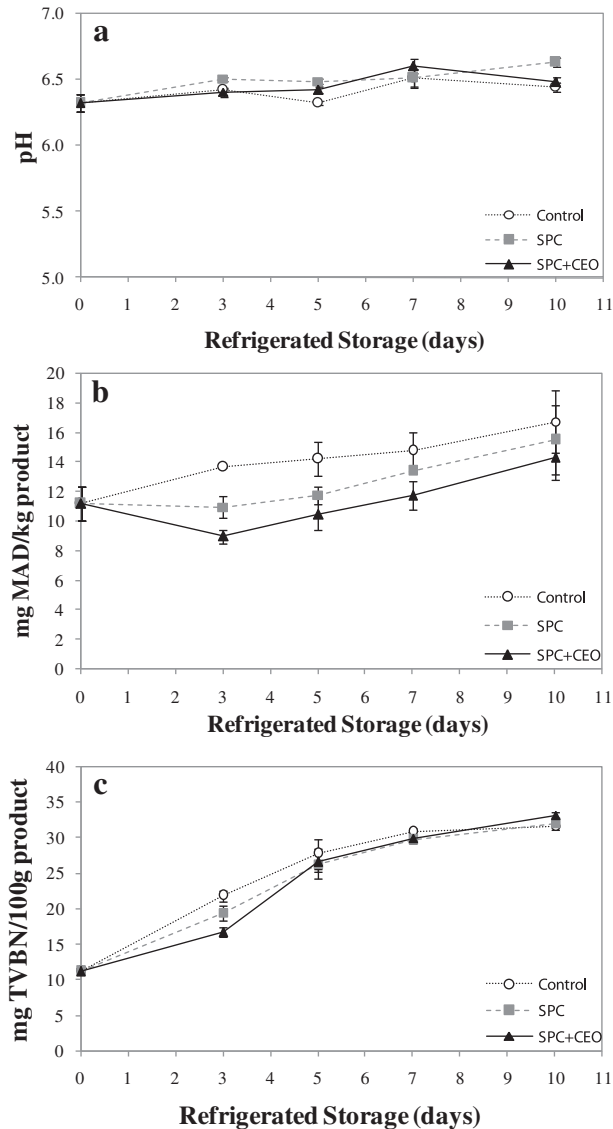 a
6.0
6.5
6.0
5.5
5.0
pH
Control
SPC
SPC+CEO
0 1 2 3 4 5 6 7 8 9 10 11
Refrigerated Storage (days)
b
20
18
16
14
12
10
8
6
4
2
0
mg MAD/kg product
Control
SPC
SPC+CEO
0 1 2 3 4 5 6 7 8 9 10 11
Refrigerated Storage (days)
c
40
35
30
25
20
15
10
5
0
mg TVBN/100g product
Control
SPC
SPC+CEO
0 1 2 3 4 5 6 7 8 9 10 11
Refrigerated Storage (days)